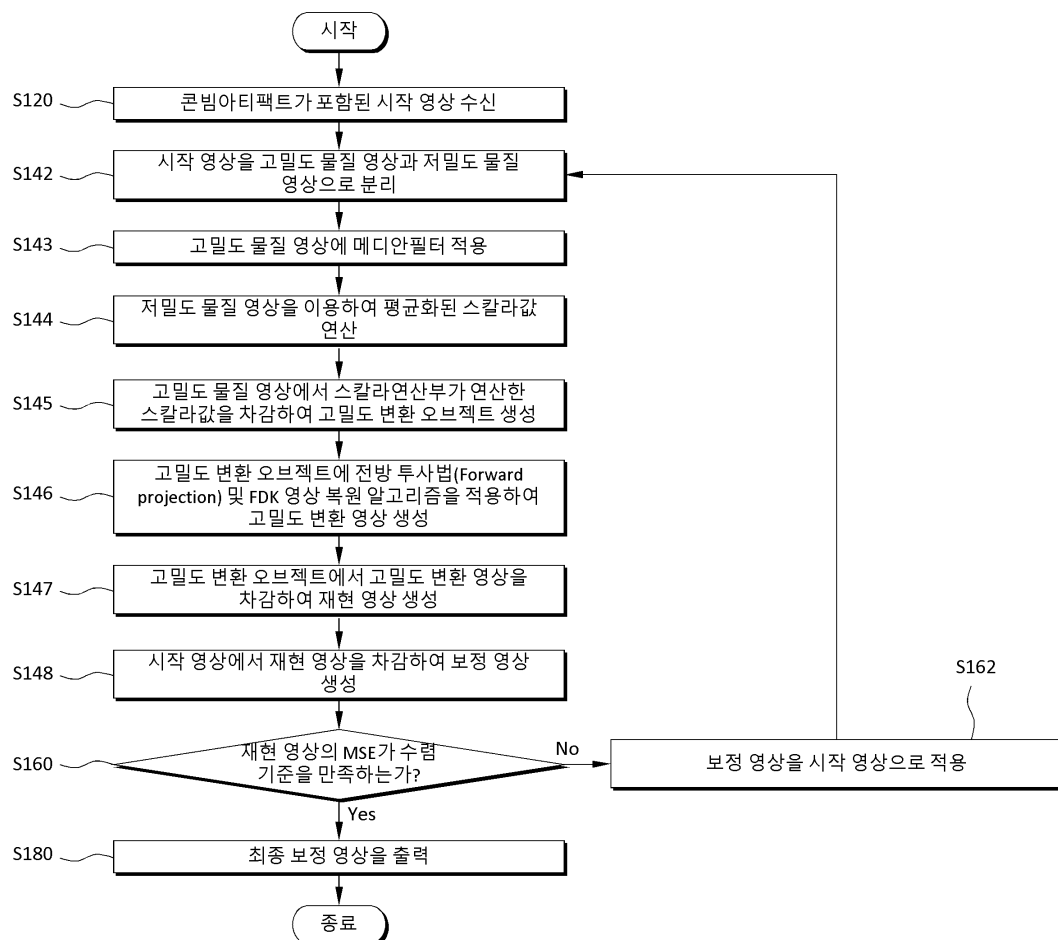 시작
S120
콘빔아티팩트가 포함된 시작 영상 수신
S142
시작 영상을 고밀도 물질 영상과 저밀도 물질
영상으로 분리
S143
고밀도 물질 영상에 메디안필터 적용
S144
저밀도 물질 영상을 이용하여 평균화된 스칼라값
연산
S145
고밀도 물질 영상에서 스칼라연산부가 연산한
스칼라값을 차감하여 고밀도 변환 오브젝트 생성
S146
고밀도 변환 오브젝트에 전방 투사법(Forward
projection) 및 FDK 영상 복원 알고리즘을 적용하여
고밀도 변환 영상 생성
S147
고밀도 변환 오브젝트에서 고밀도 변환 영상을
차감하여 재현 영상 생성
S148
시작 영상에서 재현 영상을 차감하여 보정 영상
생성
S160
재현 영상의 MSE가 수렴
기준을 만족하는가?
No
S162
보정 영상을 시작 영상으로 적용
Yes
S180
최종 보정 영상을 출력
종료